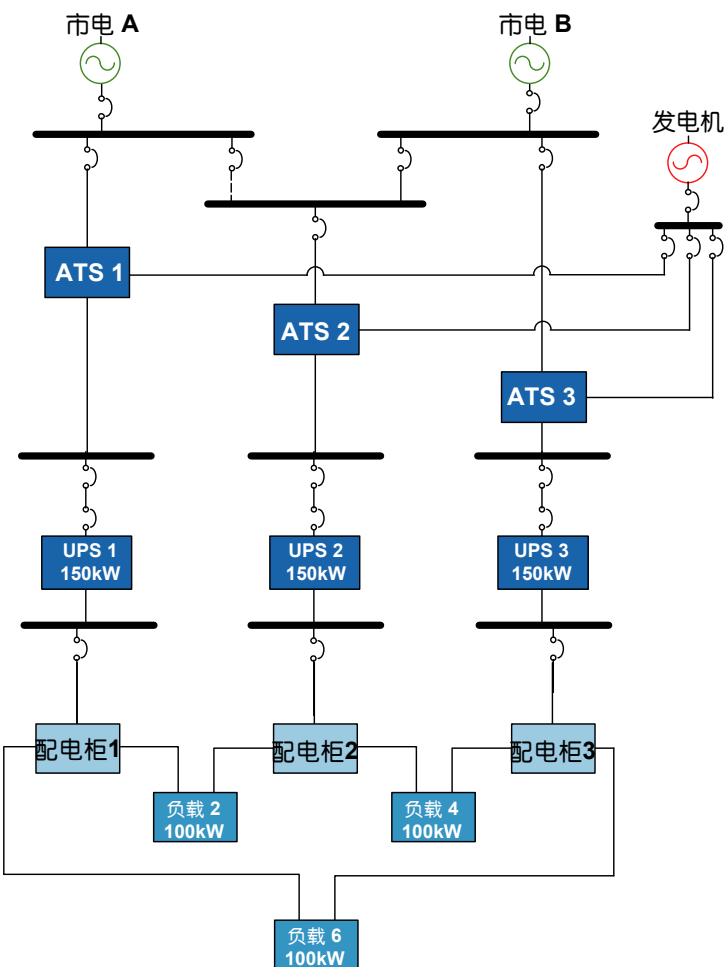 市电 A
市电 B
发电机
ATS 1
ATS 2
ATS 3
UPS 1
150kW
UPS 2
150kW
UPS 3
150kW
配电柜1
配电柜2
配电柜3
负载 2
100kW
负载 4
100kW
负载 6
100kW